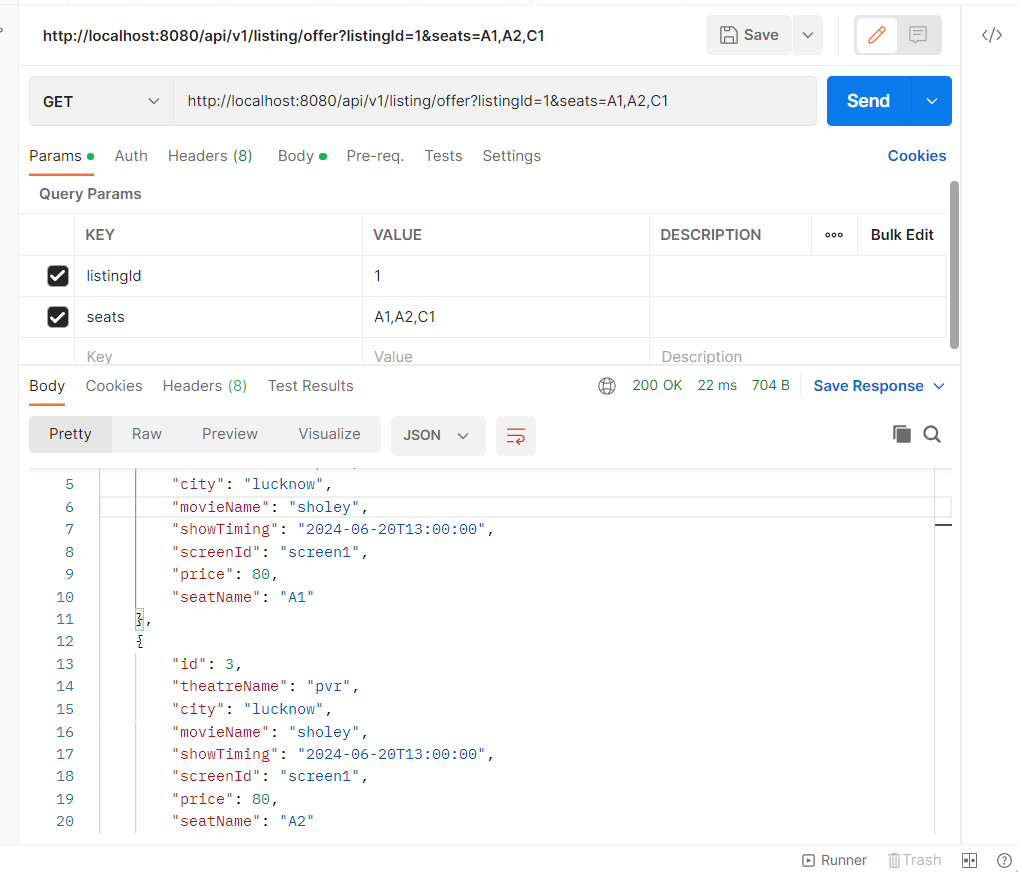 http://localhost:8080/api/v1/listing/offer?listingId=1&seats=A1,A2,C1 Save
GET http://localhost:8080/api/v1/listing/offer?listingId=1&seats=A1,A2,C1 Send
Params Auth Headers (8) Body Pre-req. Tests Settings Cookies
Query Params
KEY VALUE DESCRIPTION Bulk Edit
listingId 1
seats A1,A2,C1
Key Value Description
Body Cookies Headers (8) Test Results 200 OK 22 ms 704 B Save Response
Pretty Raw Preview Visualize JSON
5 "city": "lucknow",
6 "movieName": "sholey",
7 "showTiming": "2024-06-20T13:00:00",
8 "screenId": "screen1",
9 "price": 80,
10 "seatName": "A1"
11 },
12 {
13 "id": 3,
14 "theatreName": "pvr",
15 "city": "lucknow",
16 "movieName": "sholey",
17 "showTiming": "2024-06-20T13:00:00",
18 "screenId": "screen1",
19 "price": 80,
20 "seatName": "A2"
Runner Trash